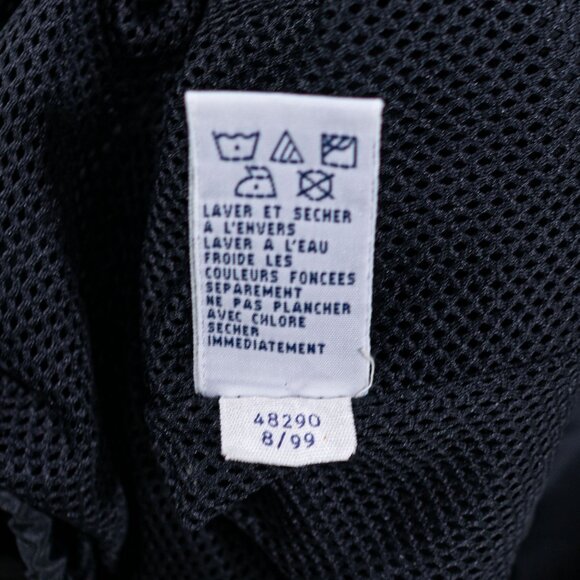 LAVER ET SECHER
A L'ENVERS
LAVER A L'EAU
FROIDE LES
COULEURS FONCEES
SEPAREMENT
NE PAS PLANCHER
AVEC CHLORE
SECHER
IMMEDIATEMENT
48290
8/99